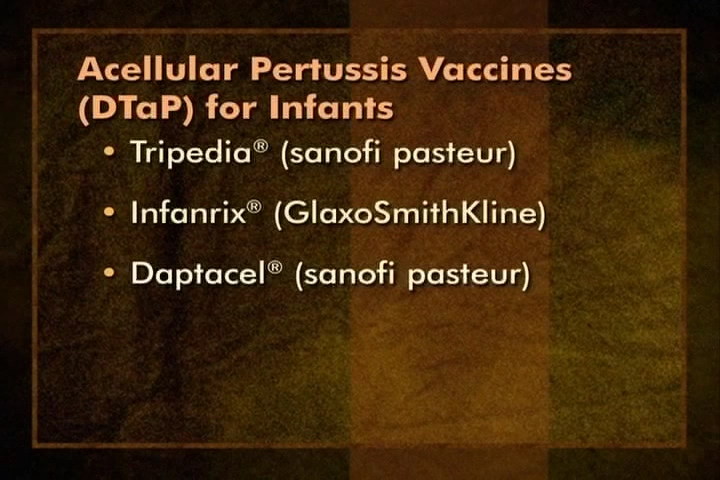 Acellular Pertussis Vaccines
(DTaP) for Infants
• Tripedia® (sanofi pasteur)
• Infanrix® (GlaxoSmithKline)
• Daptacel® (sanofi pasteur)